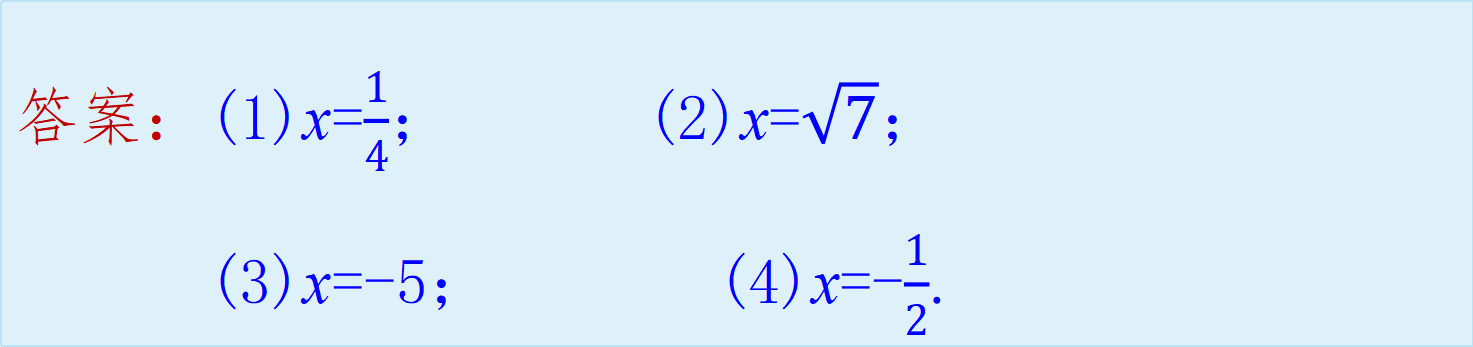 答案：(1)x=1/4； (2)x=√7；
(3)x=-5； (4)x=-1/2.